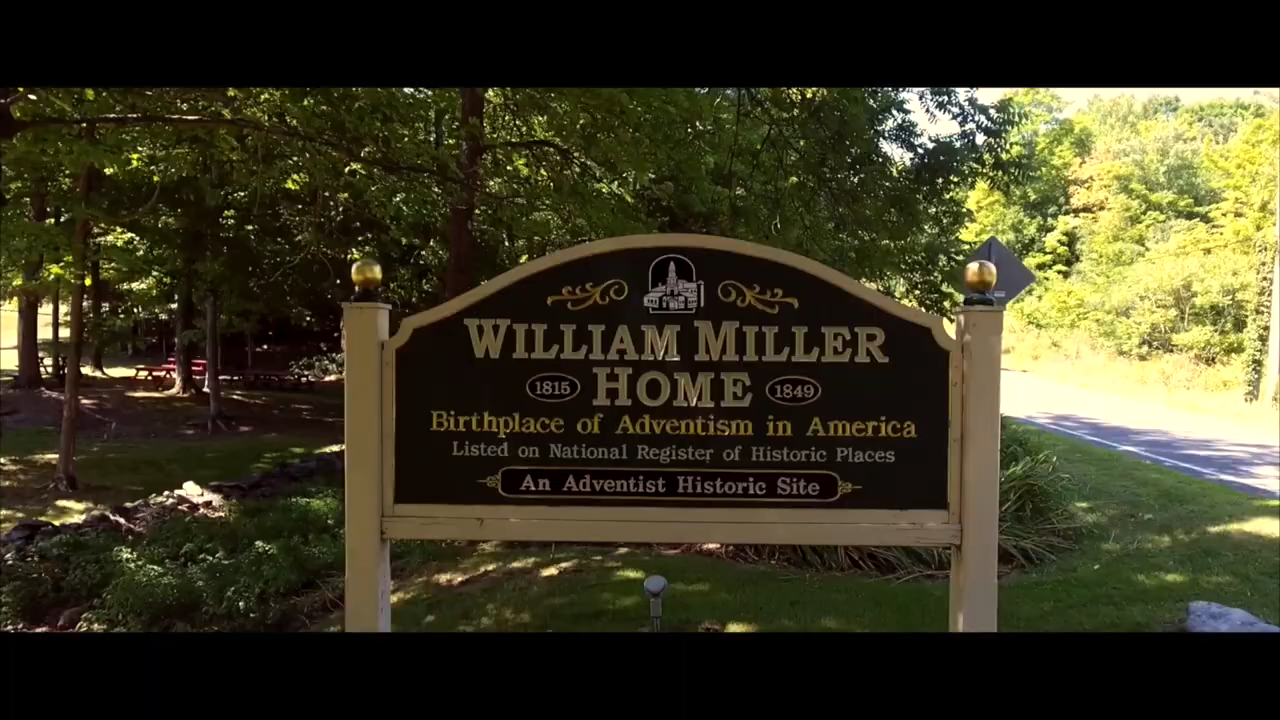 WILLIAM MILLER
1815 HOME 1849
Birthplace of Adventism in America
Listed on National Register of Historic Places
An Adventist Historic Site